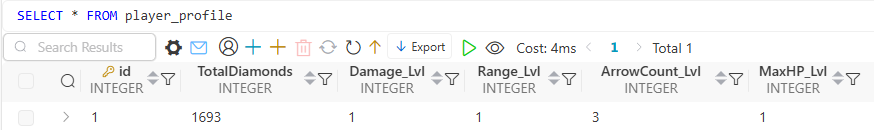 SELECT * FROM player_profile
Search Results Export Cost: 4ms 1 Total 1
id TotalDiamonds Damage_Lvl Range_Lvl ArrowCount_Lvl MaxHP_Lvl
INTEGER INTEGER INTEGER INTEGER INTEGER INTEGER
1 1693 1 1 3 1